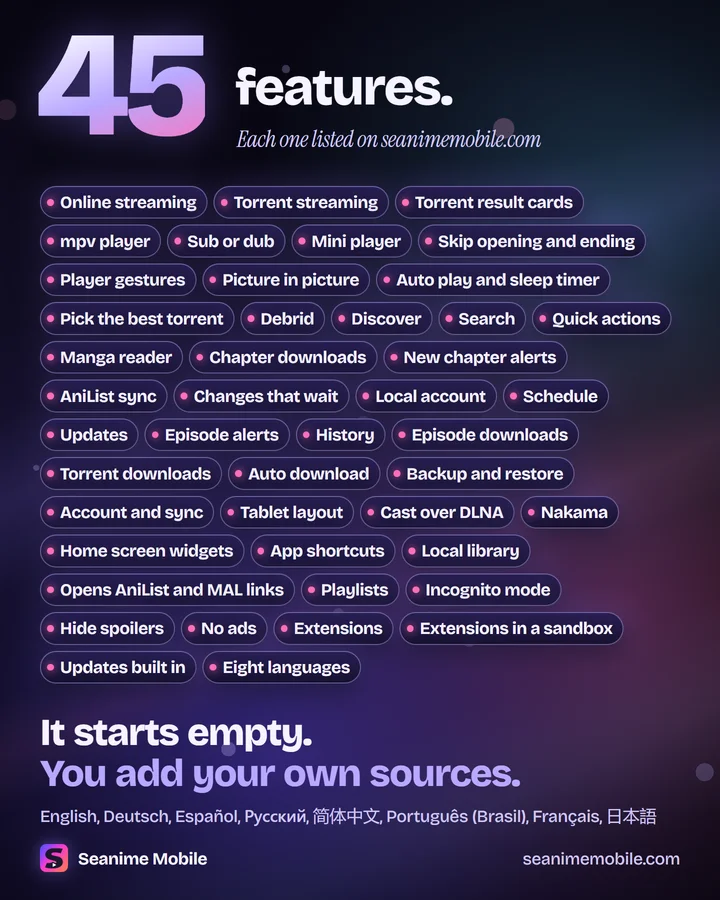 45
features.
Each one listed on seanimemobile.com
Online streaming Torrent streaming Torrent result cards
mpv player Sub or dub Mini player Skip opening and ending
Player gestures Picture in picture Auto play and sleep timer
Pick the best torrent Debrid Discover Search Quick actions
Manga reader Chapter downloads New chapter alerts
AniList sync Changes that wait Local account Schedule
Updates Episode alerts History Episode downloads
Torrent downloads Auto download Backup and restore
Account and sync Tablet layout Cast over DLNA Nakama
Home screen widgets App shortcuts Local library
Opens AniList and MAL links Playlists Incognito mode
Hide spoilers No ads Extensions Extensions in a sandbox
Updates built in Eight languages
It starts empty.
You add your own sources.
English, Deutsch, Español, Русский, 简体中文, Português (Brasil), Français, 日本語
S Seanime Mobile seanimemobile.com